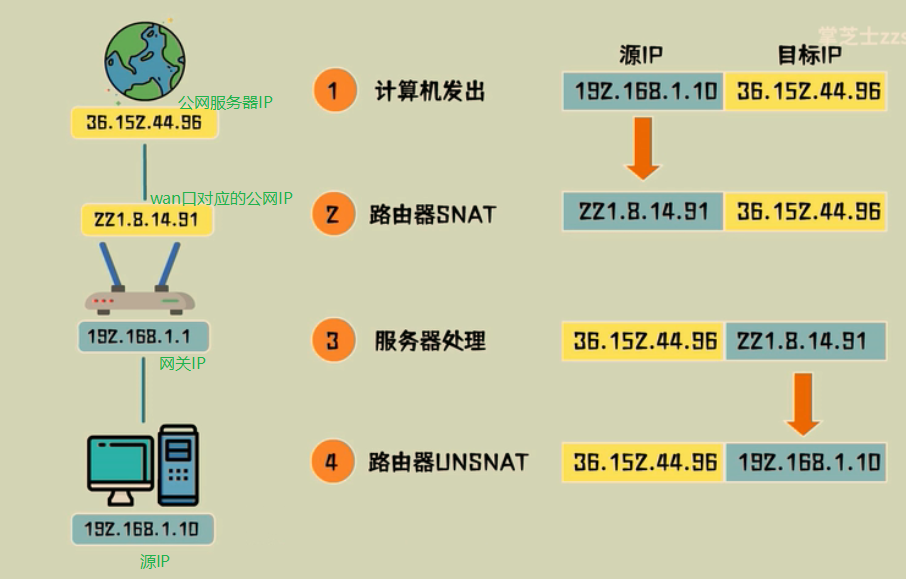 掌芝士zzs
源IP 目标IP
公网服务器IP
36.152.44.96
1 计算机发出 192.168.1.10 36.152.44.96
wan口对应的公网IP
221.8.14.91
2 路由器SNAT 221.8.14.91 36.152.44.96
192.168.1.1
网关IP
3 服务器处理 36.152.44.96 221.8.14.91
4 路由器UNSNAT 36.152.44.96 192.168.1.10
192.168.1.10
源IP